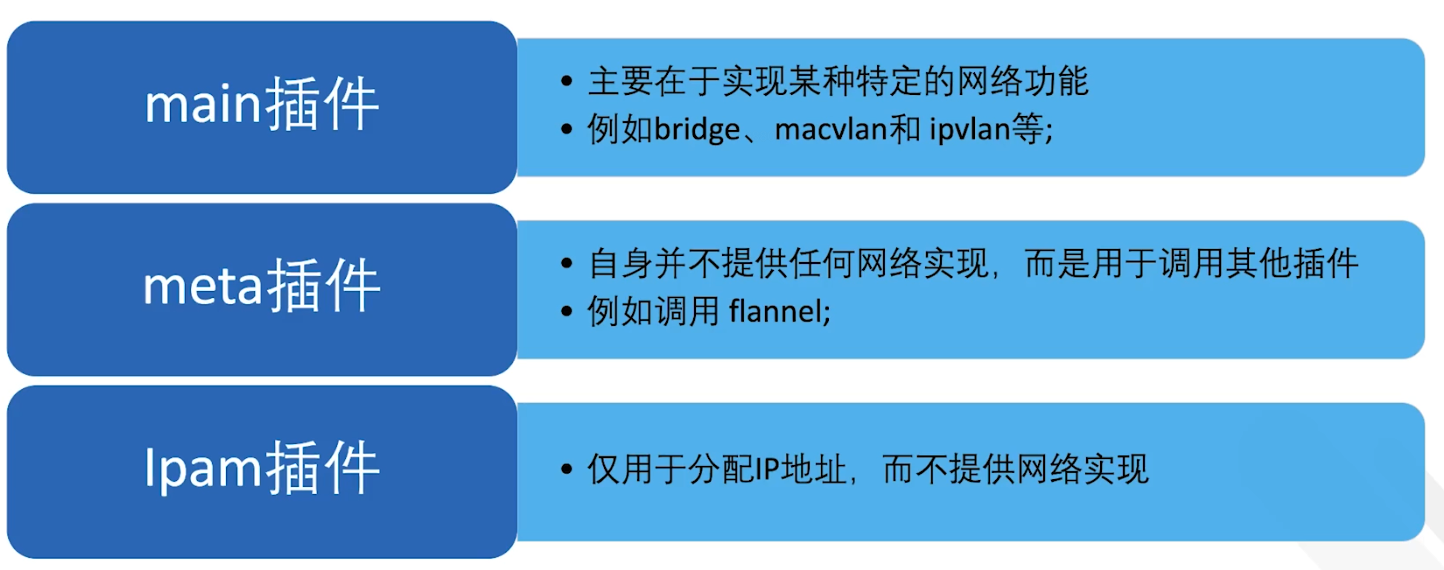 main插件
• 主要在于实现某种特定的网络功能
• 例如bridge、macvlan和 ipvlan等;
meta插件
• 自身并不提供任何网络实现，而是用于调用其他插件
• 例如调用 flannel;
Ipam插件
• 仅用于分配IP地址，而不提供网络实现